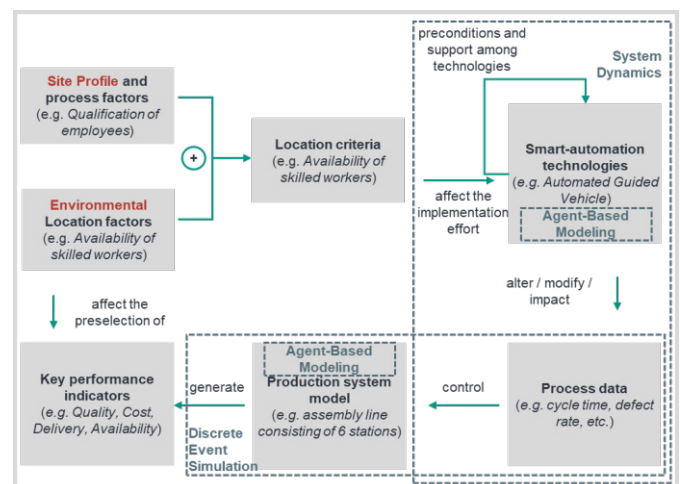 preconditions and
support among
technologies
System
Dynamics
Site Profile and
process factors
(e.g. Qualification of
employees)
+
Location criteria
(e.g. Availability of
skilled workers)
Smart-automation
technologies
(e.g. Automated Guided
Vehicle)
Agent-Based
Modeling
affect the
implementation
effort
Environmental
Location factors
(e.g. Availability of
skilled workers)
affect the
preselection of
alter / modify /
impact
Key performance
indicators
(e.g. Quality, Cost,
Delivery, Availability)
generate
Agent-Based
Modeling
Production system
model
(e.g. assembly line
consisting of 6 stations)
Discrete
Event
Simulation
control
Process data
(e.g. cycle time, defect
rate, etc.)